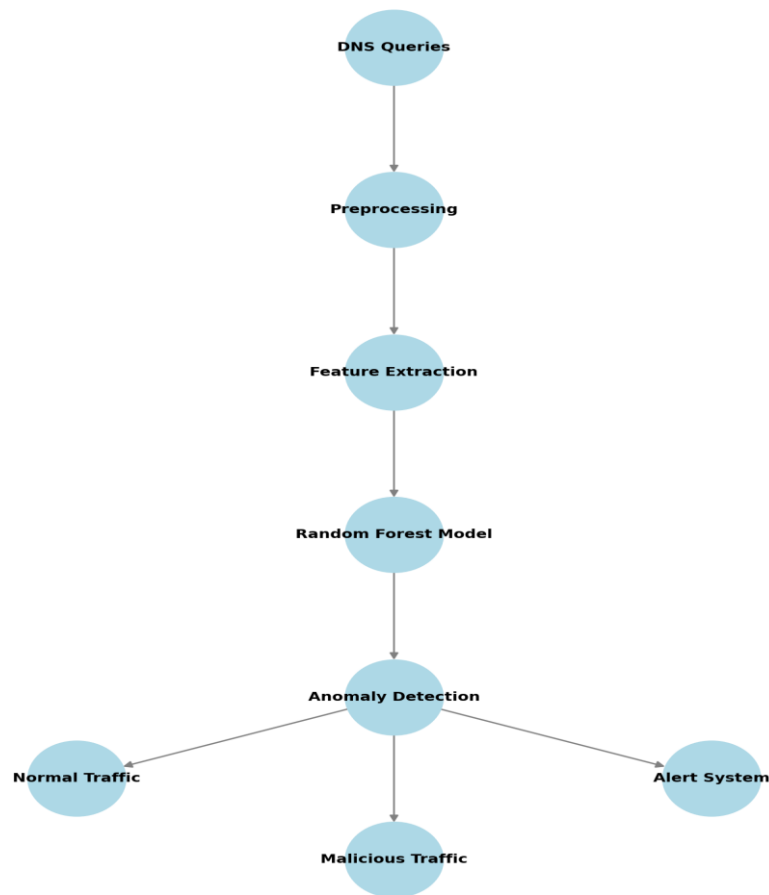 DNS Queries
Preprocessing
Feature Extraction
Random Forest Model
Anomaly Detection
Normal Traffic
Alert System
Malicious Traffic